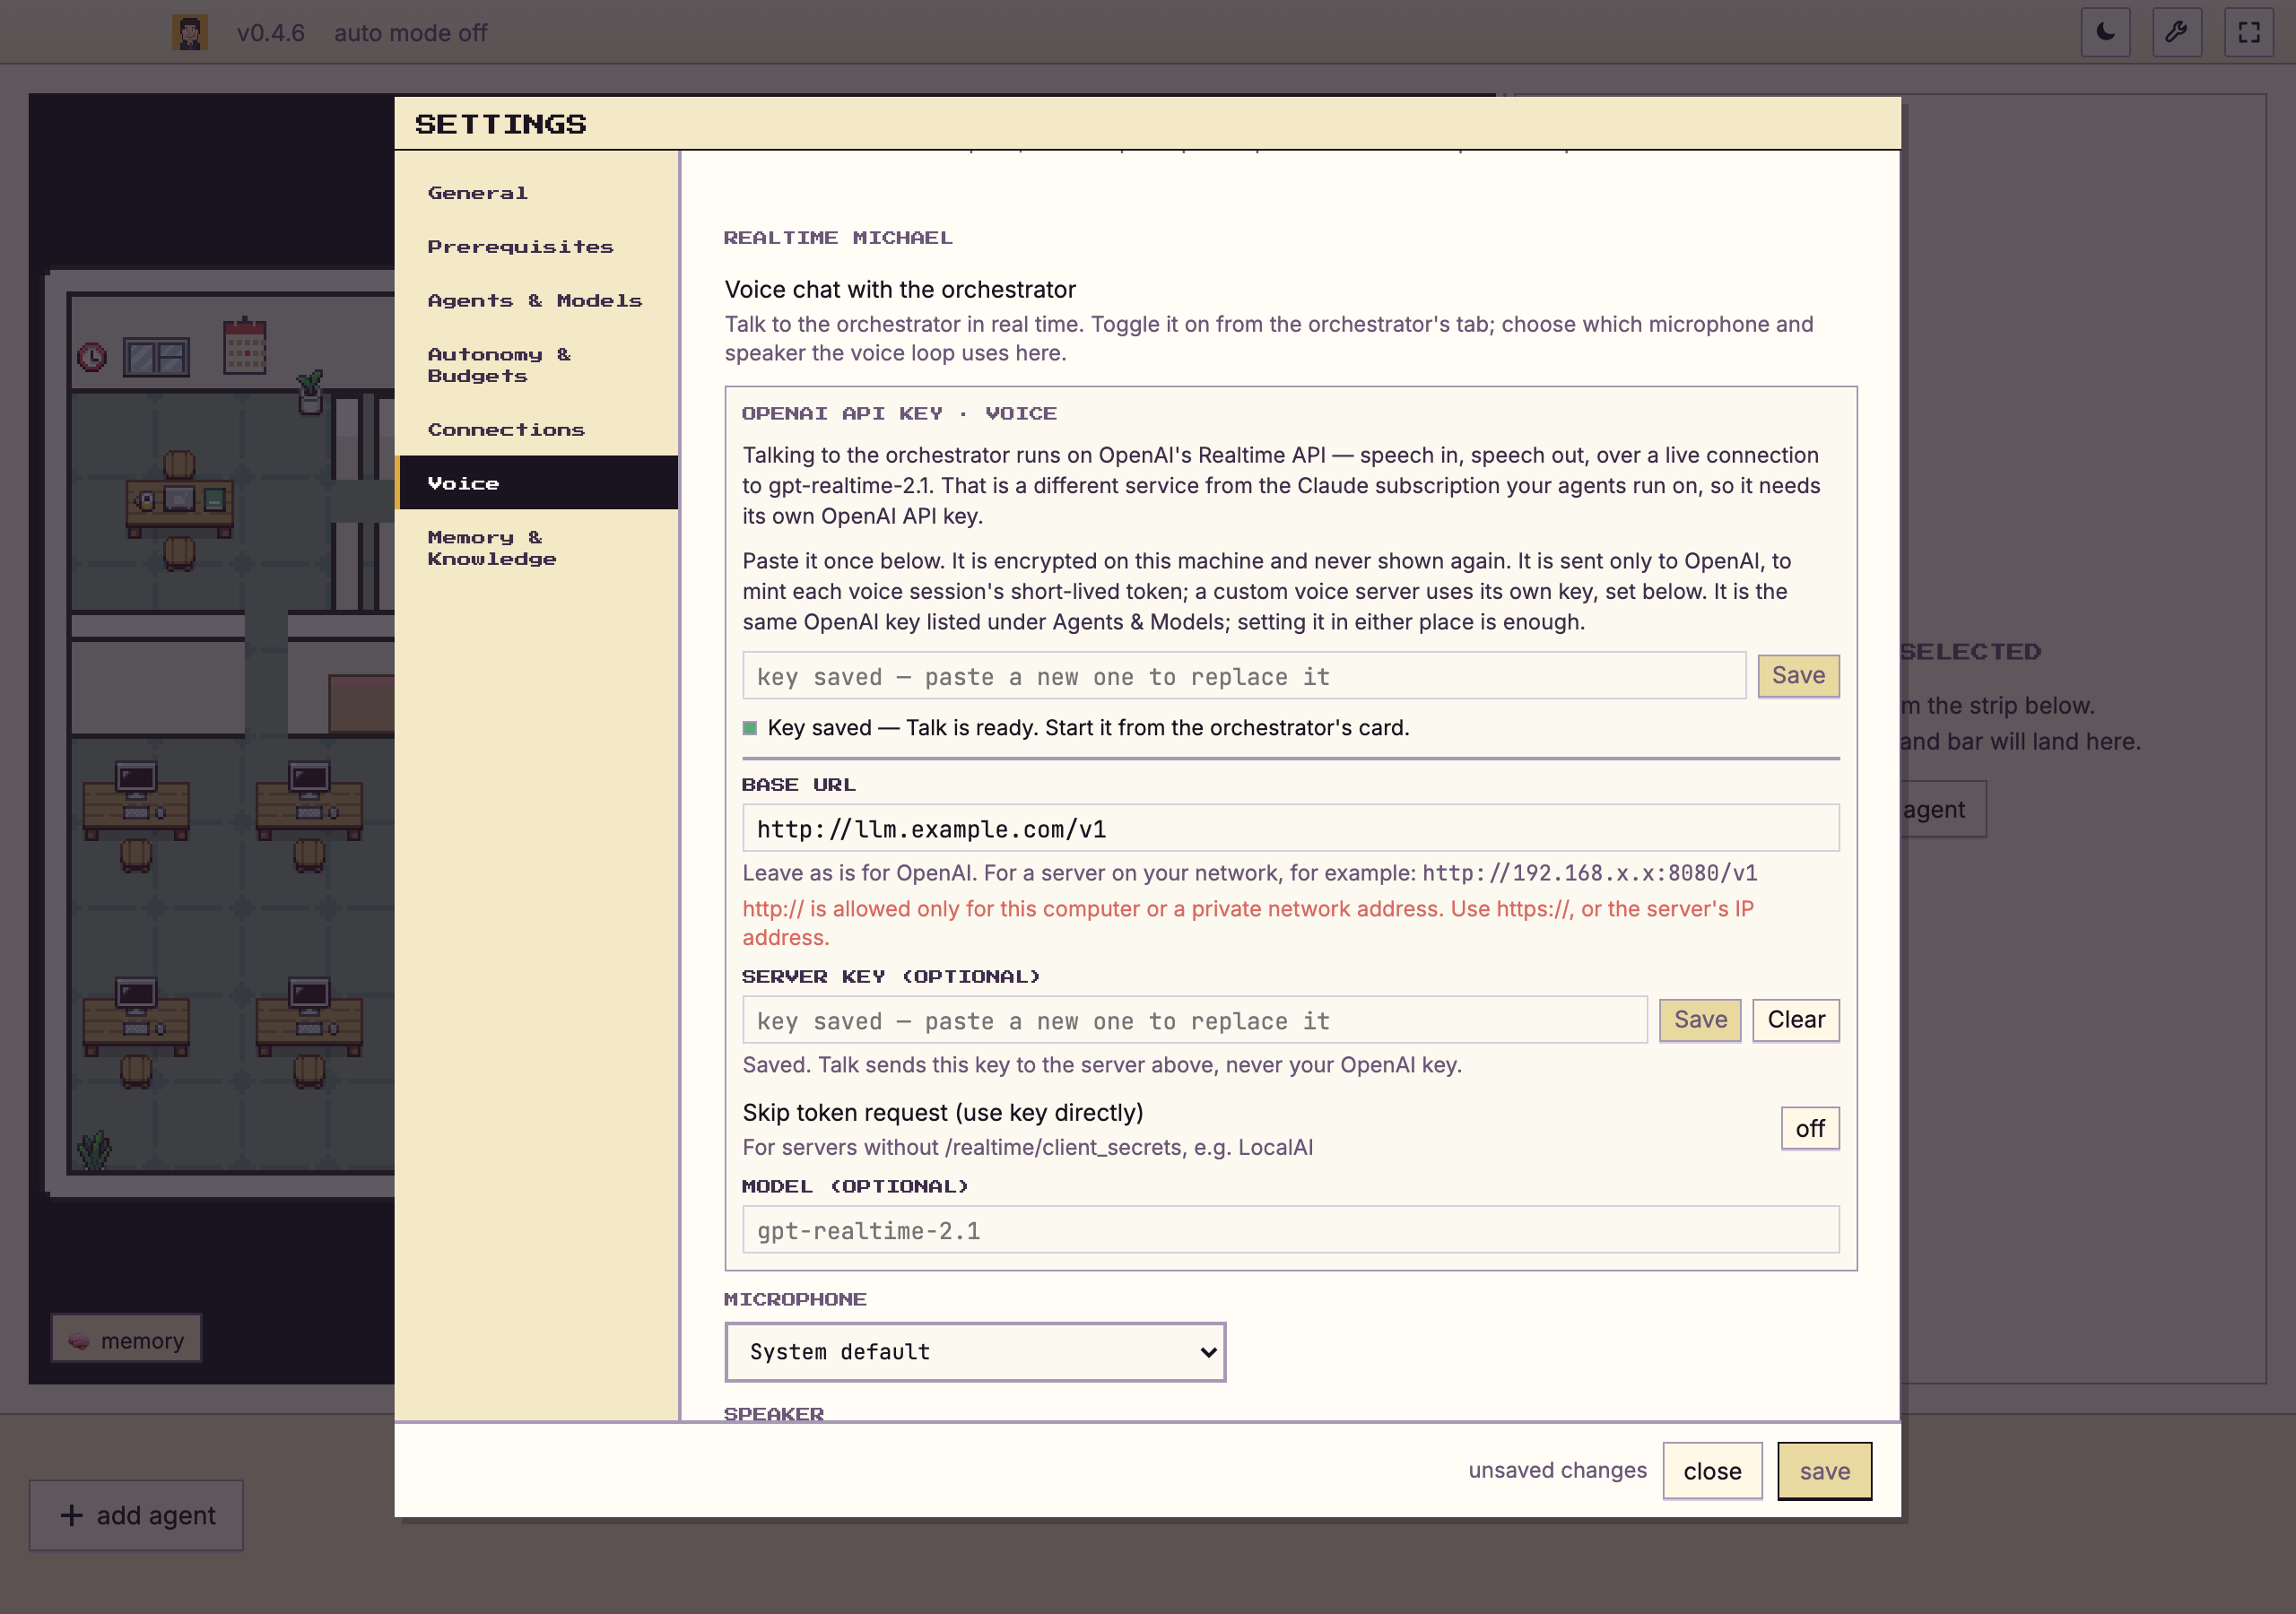 v0.4.6 auto mode off
SETTINGS
General
Prerequisites
Agents & Models
Autonomy &
Budgets
Connections
Voice
Memory &
Knowledge
REALTIME MICHAEL
Voice chat with the orchestrator
Talk to the orchestrator in real time. Toggle it on from the orchestrator's tab; choose which microphone and
speaker the voice loop uses here.
OPENAI API KEY · VOICE
Talking to the orchestrator runs on OpenAI's Realtime API — speech in, speech out, over a live connection
to gpt-realtime-2.1. That is a different service from the Claude subscription your agents run on, so it needs
its own OpenAI API key.
Paste it once below. It is encrypted on this machine and never shown again. It is sent only to OpenAI, to
mint each voice session's short-lived token; a custom voice server uses its own key, set below. It is the
same OpenAI key listed under Agents & Models; setting it in either place is enough.
key saved — paste a new one to replace it Save
Key saved — Talk is ready. Start it from the orchestrator's card.
BASE URL
http://llm.example.com/v1
Leave as is for OpenAI. For a server on your network, for example: http://192.168.x.x:8080/v1
http:// is allowed only for this computer or a private network address. Use https://, or the server's IP
address.
SERVER KEY (OPTIONAL)
key saved — paste a new one to replace it Save Clear
Saved. Talk sends this key to the server above, never your OpenAI key.
Skip token request (use key directly) off
For servers without /realtime/client_secrets, e.g. LocalAI
MODEL (OPTIONAL)
gpt-realtime-2.1
MICROPHONE
System default
SPEAKER
unsaved changes close save
SELECTED
m the strip below.
and bar will land here.
agent
memory
+ add agent